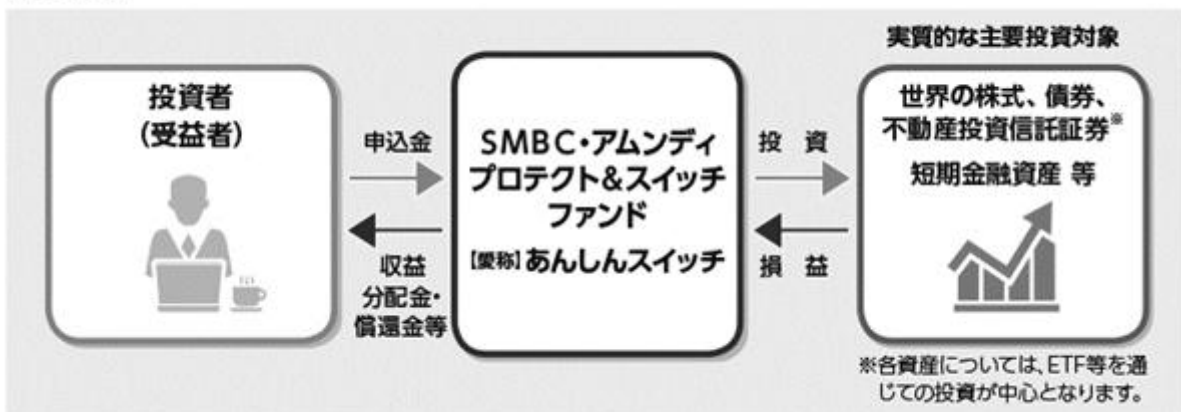 投資者
(受益者)
申込金
収益
分配金・
償還金等
SMBC・アムンディ
プロテクト&スイッチ
ファンド
【愛称】あんしんスイッチ
投 資
損 益
実質的な主要投資対象
世界の株式、債券、
不動産投資信託証券※
短期金融資産 等
※各資産については、ETF等を通
じての投資が中心となります。